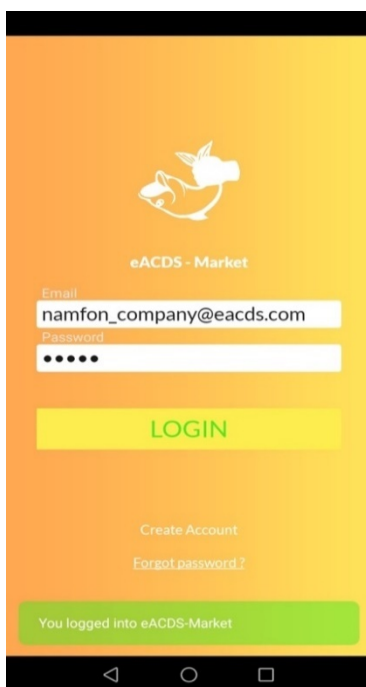 eACDS - Market
Email
namfon_company@eacds.com
Password
•••••
LOGIN
Create Account
Forgot password ?
You logged into eACDS-Market